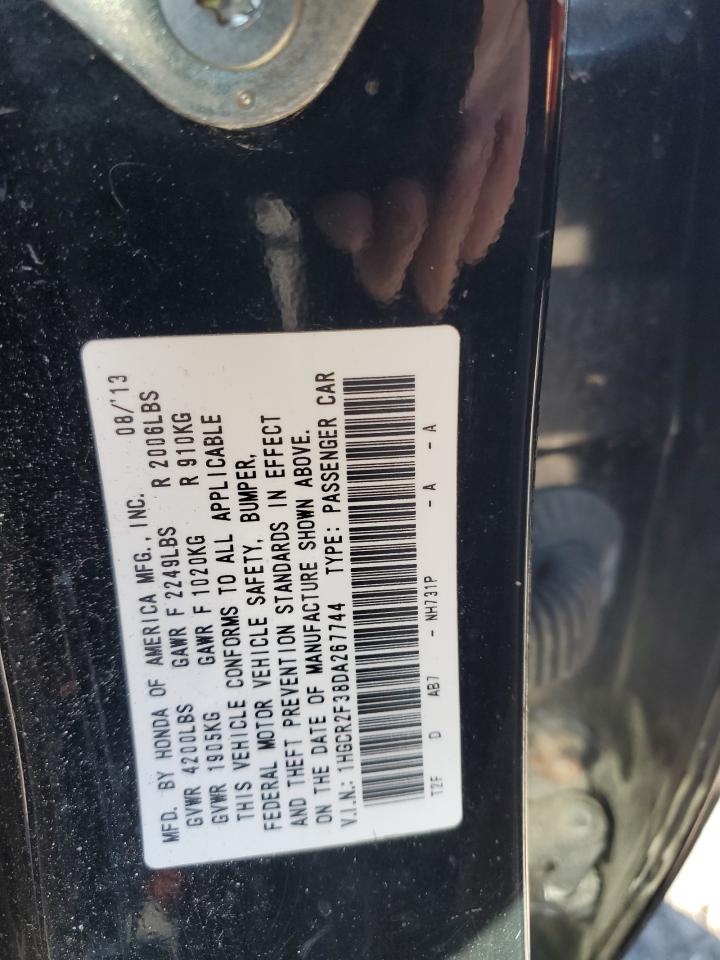 MFD. BY HONDA OF AMERICA MFG., INC. 08/'13
GVWR 4200LBS GAWR F 2249LBS R 2006LBS
GVWR 1905KG GAWR F 1020KG R 910KG
THIS VEHICLE CONFORMS TO ALL APPLICABLE
FEDERAL MOTOR VEHICLE SAFETY, BUMPER,
AND THEFT PREVENTION STANDARDS IN EFFECT
ON THE DATE OF MANUFACTURE SHOWN ABOVE.
V.I.N.: 1HGCR2F38DA267744 TYPE: PASSENGER CAR
T2F D AB7 - NH731P - A - A